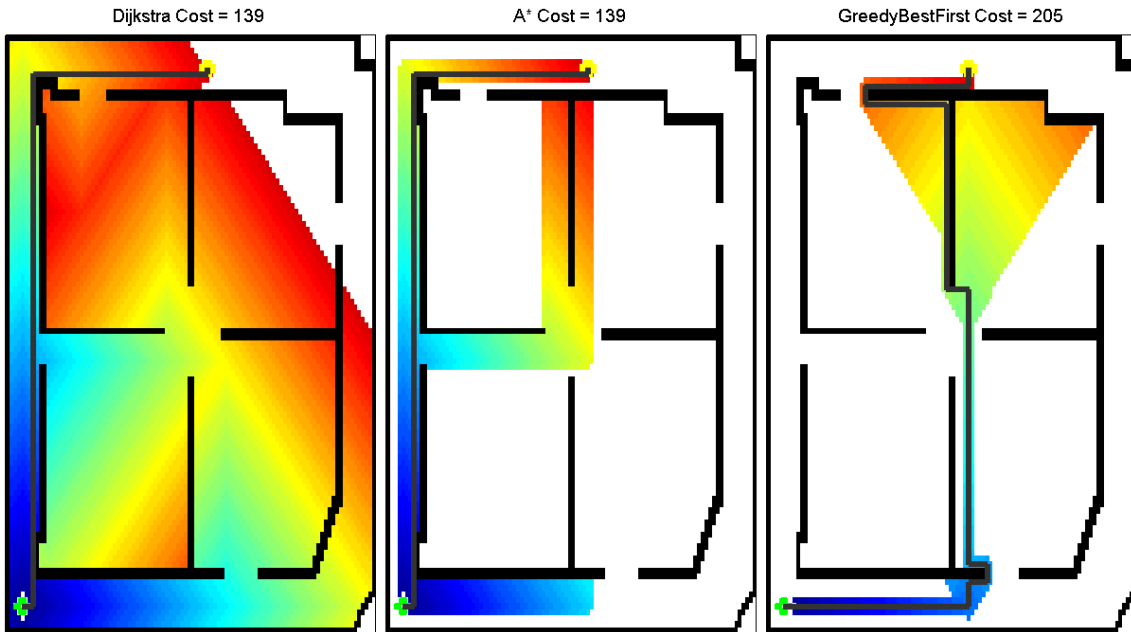 Dijkstra Cost = 139
A* Cost = 139
GreedyBestFirst Cost = 205